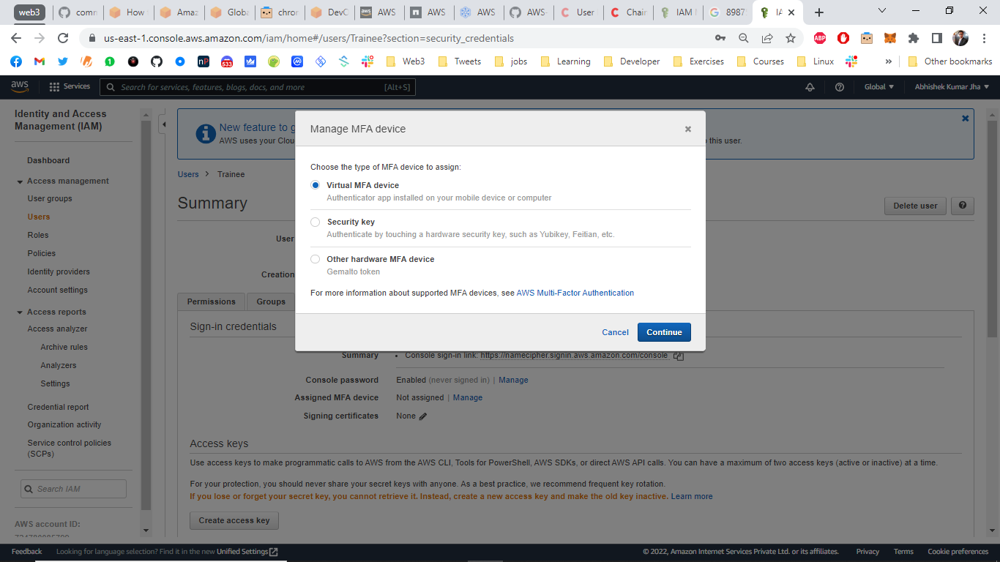 web3
comm
How
Amaz
Globa
chror
DevC
AWS
AWS
AWS
AWS-
User
Chair
IAM I
8987
IA
us-east-1.console.aws.amazon.com/iam/home#/users/Trainee?section=security_credentials
Web3
Tweets
jobs
Learning
Developer
Exercises
Courses
Linux
»
Other bookmarks
aws
Services
Search for services, features, blogs, docs, and more
[Alt+S]
Global
Abhishek Kumar Jha
Identity and Access
Management (IAM)
Dashboard
Access management
User groups
Users
Roles
Policies
Identity providers
Account settings
Access reports
Access analyzer
Archive rules
Analyzers
Settings
Credential report
Organization activity
Service control policies
(SCPs)
Search IAM
AWS account ID:
New feature to g
AWS uses your Clou
this user.
Users > Trainee
Summary
Delete user
User
Creation
Permissions
Groups
Manage MFA device
Choose the type of MFA device to assign:
Virtual MFA device
Authenticator app installed on your mobile device or computer
Security key
Authenticate by touching a hardware security key, such as Yubikey, Feitian, etc.
Other hardware MFA device
Gemalto token
For more information about supported MFA devices, see AWS Multi-Factor Authentication
Cancel
Continue
Sign-in credentials
Summary
• Console sign-in link: https://namecipher.signin.aws.amazon.com/console
Console password
Enabled (never signed in) | Manage
Assigned MFA device
Not assigned | Manage
Signing certificates
None
Access keys
Use access keys to make programmatic calls to AWS from the AWS CLI, Tools for PowerShell, AWS SDKs, or direct AWS API calls. You can have a maximum of two access keys (active or inactive) at a time.
For your protection, you should never share your secret keys with anyone. As a best practice, we recommend frequent key rotation.
If you lose or forget your secret key, you cannot retrieve it. Instead, create a new access key and make the old key inactive. Learn more
Create access key
Feedback
Looking for language selection? Find it in the new Unified Settings
© 2022, Amazon Internet Services Private Ltd. or its affiliates.
Privacy
Terms
Cookie preferences